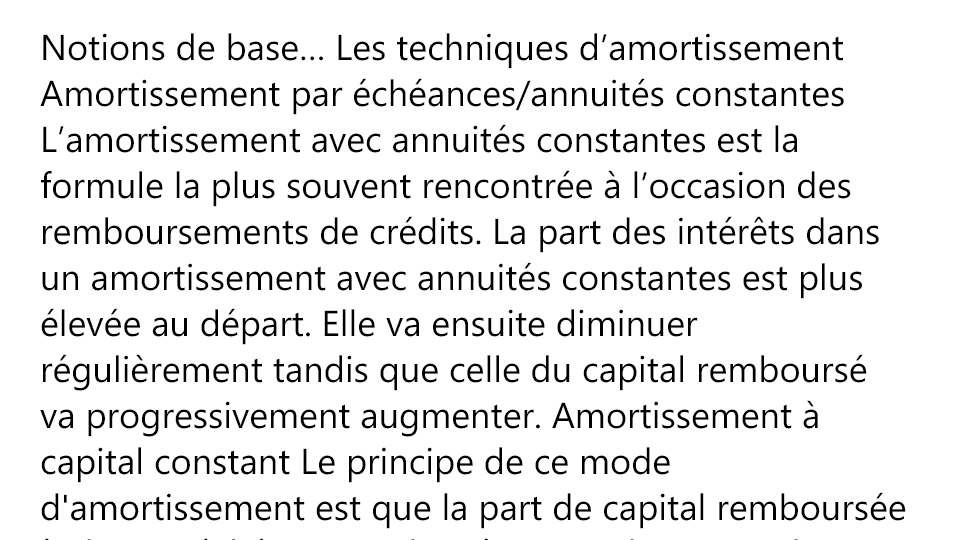 Notions de base… Les techniques d’amortissement
Amortissement par échéances/annuités constantes
L’amortissement avec annuités constantes est la
formule la plus souvent rencontrée à l’occasion des
remboursements de crédits. La part des intérêts dans
un amortissement avec annuités constantes est plus
élevée au départ. Elle va ensuite diminuer
régulièrement tandis que celle du capital remboursé
va progressivement augmenter. Amortissement à
capital constant Le principe de ce mode
d'amortissement est que la part de capital remboursée